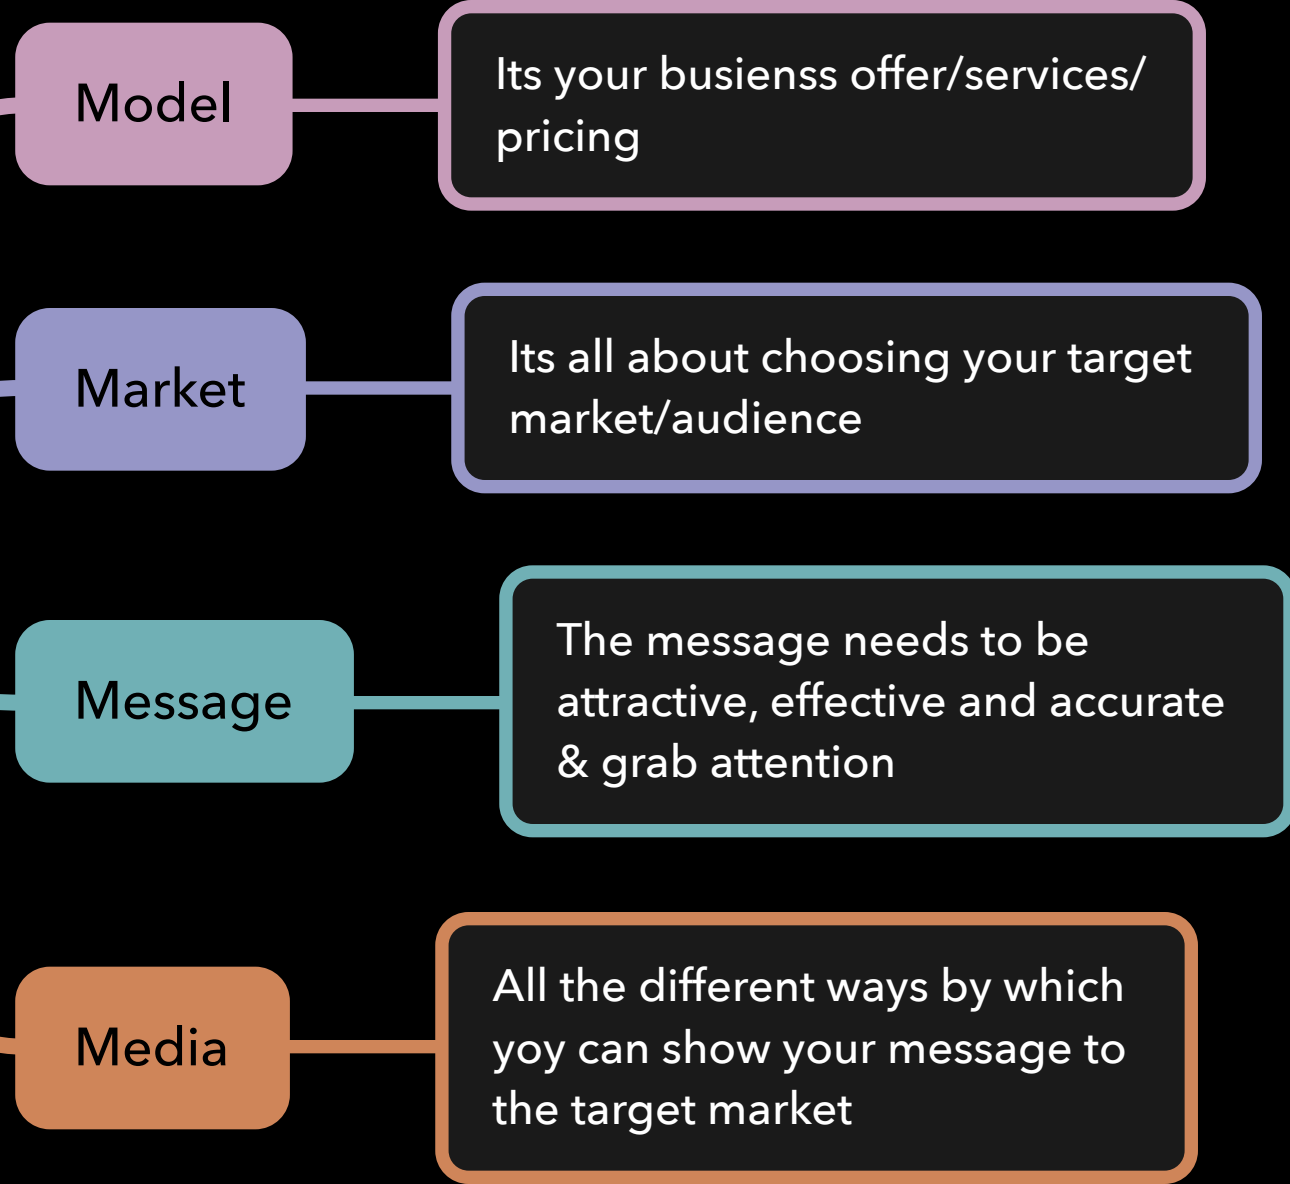 Model
Its your busienss offer/services/
pricing
Market
Its all about choosing your target
market/audience
Message
The message needs to be
attractive, effective and accurate
& grab attention
Media
All the different ways by which
yoy can show your message to
the target market